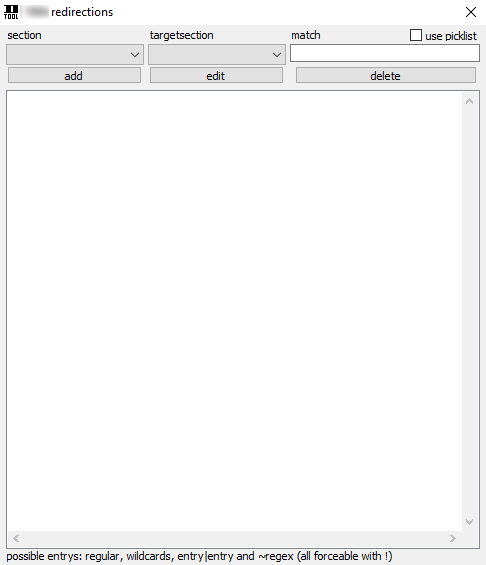 TOOL
redirections
section
targetsection
match
use picklist
add
edit
delete
possible entrys: regular, wildcards, entry|entry and ~regex (all forceable with !)